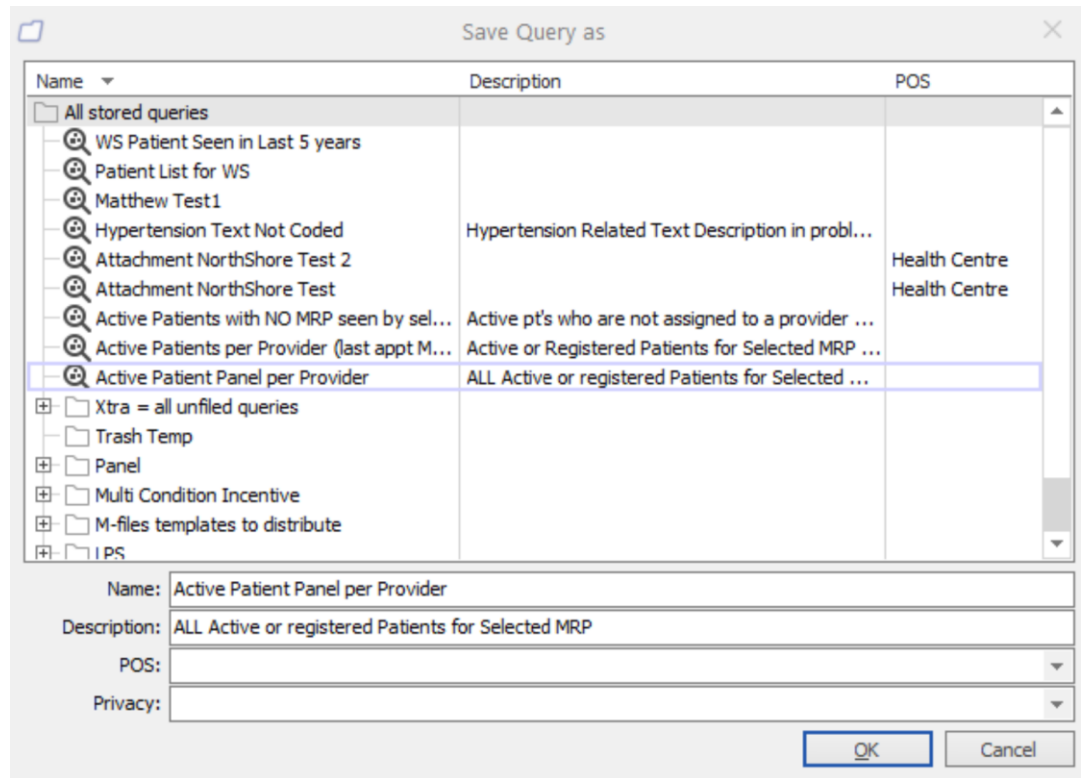 Save Query as
Name Description POS
All stored queries
WS Patient Seen in Last 5 years
Patient List for WS
Matthew Test1
Hypertension Text Not Coded Hypertension Related Text Description in probl...
Attachment NorthShore Test 2 Health Centre
Attachment NorthShore Test Health Centre
Active Patients with NO MRP seen by sel... Active pt's who are not assigned to a provider ...
Active Patients per Provider (last appt M... Active or Registered Patients for Selected MRP ...
Active Patient Panel per Provider ALL Active or registered Patients for Selected ...
Xtra = all unfiled queries
Trash Temp
Panel
Multi Condition Incentive
M-files templates to distribute
LPS
Name: Active Patient Panel per Provider
Description: ALL Active or registered Patients for Selected MRP
POS:
Privacy:
OK Cancel